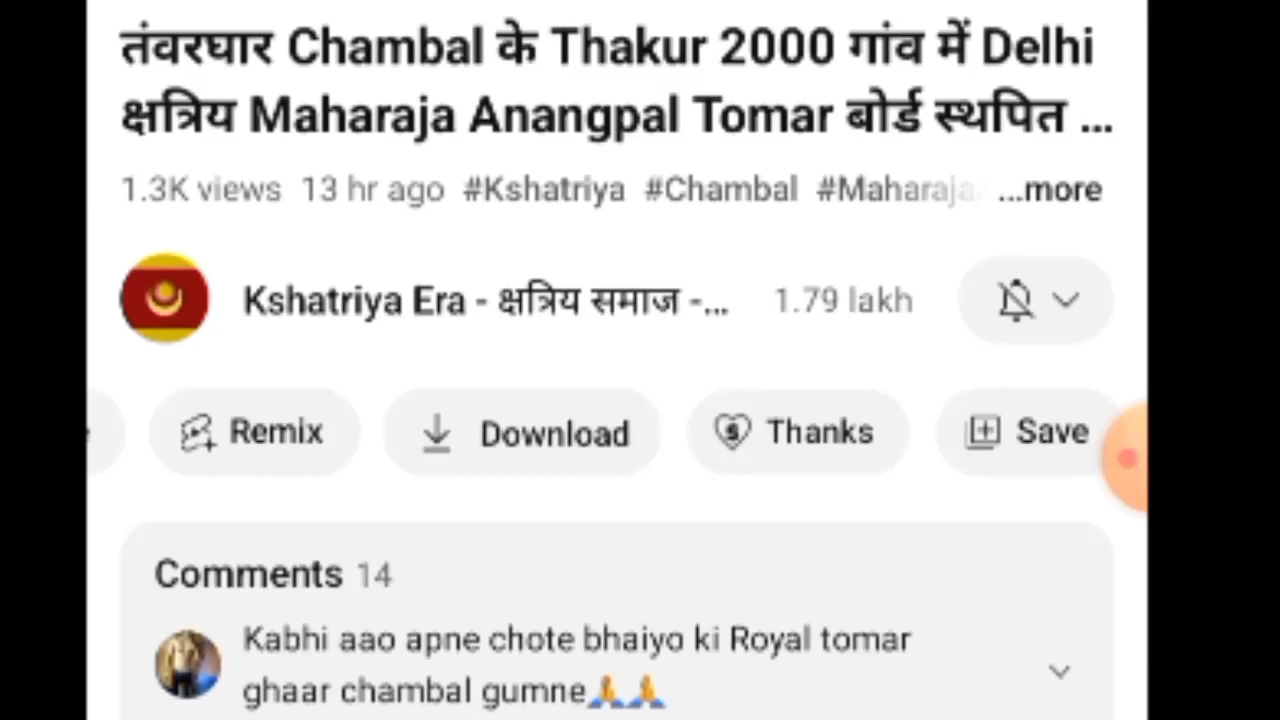 तंवरघार Chambal के Thakur 2000 गांव में Delhi
क्षत्रिय Maharaja Anangpal Tomar बोर्ड स्थपित ...
1.3K views 13 hr ago #Kshatriya #Chambal #Maharaja ...more
Kshatriya Era - क्षत्रिय समाज -... 1.79 lakh
Remix Download Thanks Save
Comments 14
Kabhi aao apne chote bhaiyo ki Royal tomar
ghaar chambal gumne🙏🙏